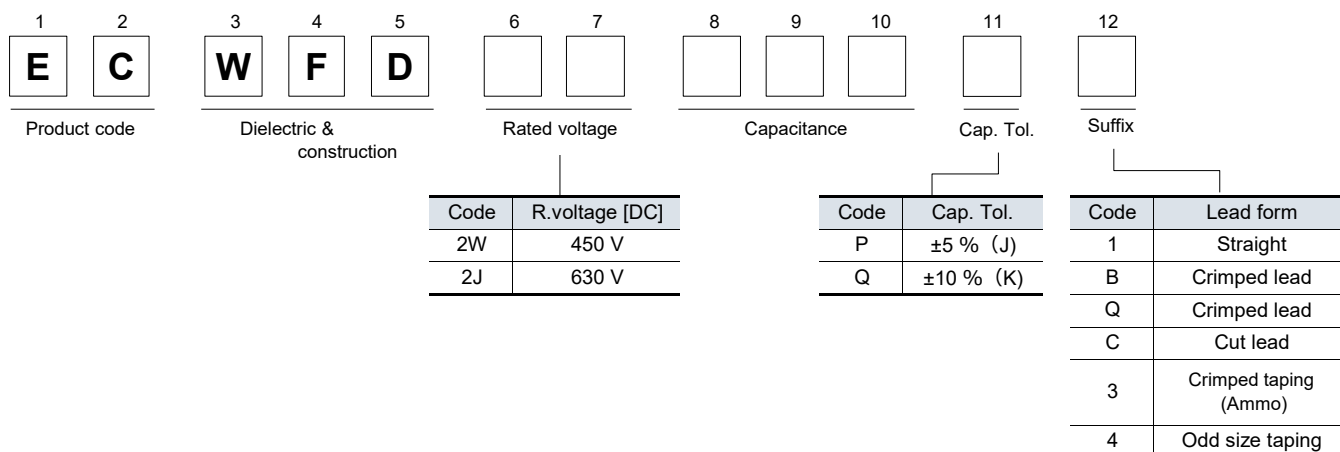 1 2 3 4 5 6 7 8 9 10 11 12
E C W F D
Product code Dielectric & Rated voltage Capacitance Cap. Tol. Suffix
construction
Code R.voltage [DC] Code Cap. Tol. Code Lead form
2W 450 V P ±5 %（J) 1 Straight
2J 630 V Q ±10 %（K) B Crimped lead
Q Crimped lead
C Cut lead
3 Crimped taping
(Ammo)
4 Odd size taping